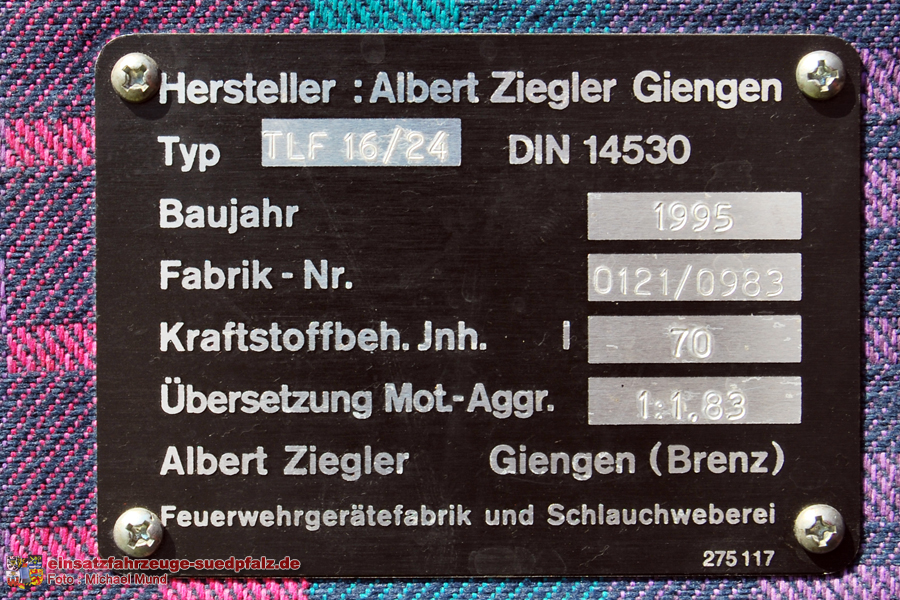 Hersteller : Albert Ziegler Giengen
Typ TLF 16/24 DIN 14530
Baujahr 1995
Fabrik - Nr. 0121/0983
Kraftstoffbeh. Jnh. l 70
Übersetzung Mot.-Aggr. 1:1.83
Albert Ziegler Giengen (Brenz)
Feuerwehrgerätefabrik und Schlauchweberei
275 117
einsatzfahrzeuge-suedpfalz.de
Foto : Michael Mund